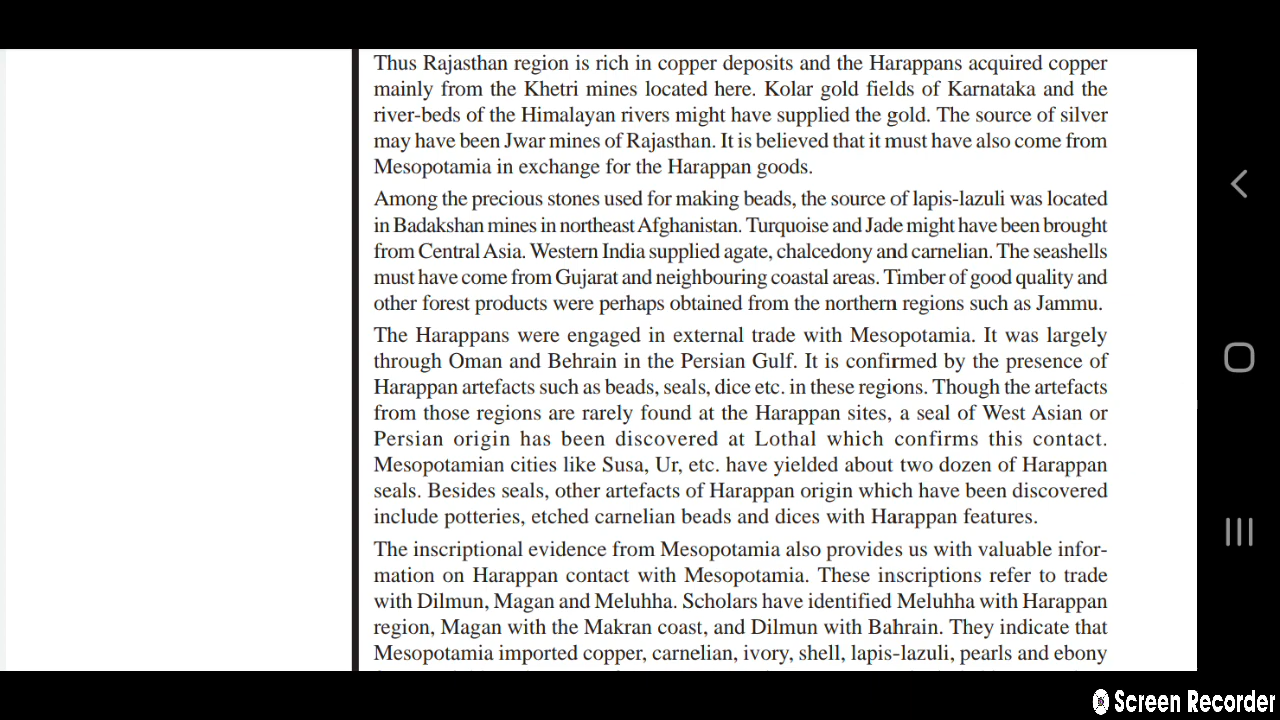 Thus Rajasthan region is rich in copper deposits and the Harappans acquired copper
mainly from the Khetri mines located here. Kolar gold fields of Karnataka and the
river-beds of the Himalayan rivers might have supplied the gold. The source of silver
may have been Jwar mines of Rajasthan. It is believed that it must have also come from
Mesopotamia in exchange for the Harappan goods.
Among the precious stones used for making beads, the source of lapis-lazuli was located
in Badakshan mines in northeast Afghanistan. Turquoise and Jade might have been brought
from Central Asia. Western India supplied agate, chalcedony and carnelian. The seashells
must have come from Gujarat and neighbouring coastal areas. Timber of good quality and
other forest products were perhaps obtained from the northern regions such as Jammu.
The Harappans were engaged in external trade with Mesopotamia. It was largely
through Oman and Behrain in the Persian Gulf. It is confirmed by the presence of
Harappan artefacts such as beads, seals, dice etc. in these regions. Though the artefacts
from those regions are rarely found at the Harappan sites, a seal of West Asian or
Persian origin has been discovered at Lothal which confirms this contact.
Mesopotamian cities like Susa, Ur, etc. have yielded about two dozen of Harappan
seals. Besides seals, other artefacts of Harappan origin which have been discovered
include potteries, etched carnelian beads and dices with Harappan features.
The inscriptional evidence from Mesopotamia also provides us with valuable infor-
mation on Harappan contact with Mesopotamia. These inscriptions refer to trade
with Dilmun, Magan and Meluhha. Scholars have identified Meluhha with Harappan
region, Magan with the Makran coast, and Dilmun with Bahrain. They indicate that
Mesopotamia imported copper, carnelian, ivory, shell, lapis-lazuli, pearls and ebony
Screen Recorder